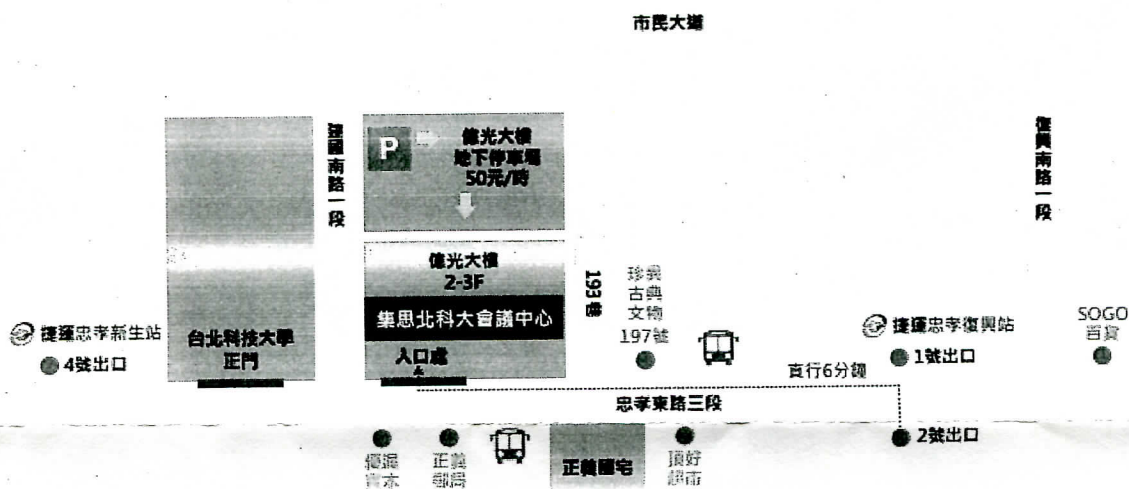 市民大道
建國南路一段
P
億光大樓
地下停車場
50元/時
復興南路一段
億光大樓
2-3F
193巷
珍
古典
文物
197號
集思北科大會議中心
捷運忠孝新生站
4號出口
台北科技大學
正門
入口處
捷運忠孝復興站
1號出口
SOGO
百貨
直行6分鐘
忠孝東路三段
2號出口
正義
郵局
正義國宅
頂好
超市